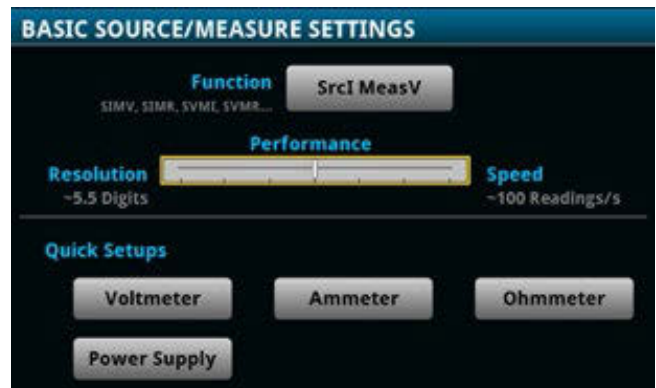 BASIC SOURCE/MEASURE SETTINGS
Function
SrcI MeasV
SIMV, SIMR, SVMI, SVMR...
Performance
Resolution
~5.5 Digits
Speed
~100 Readings/s
Quick Setups
Voltmeter
Ammeter
Ohmmeter
Power Supply